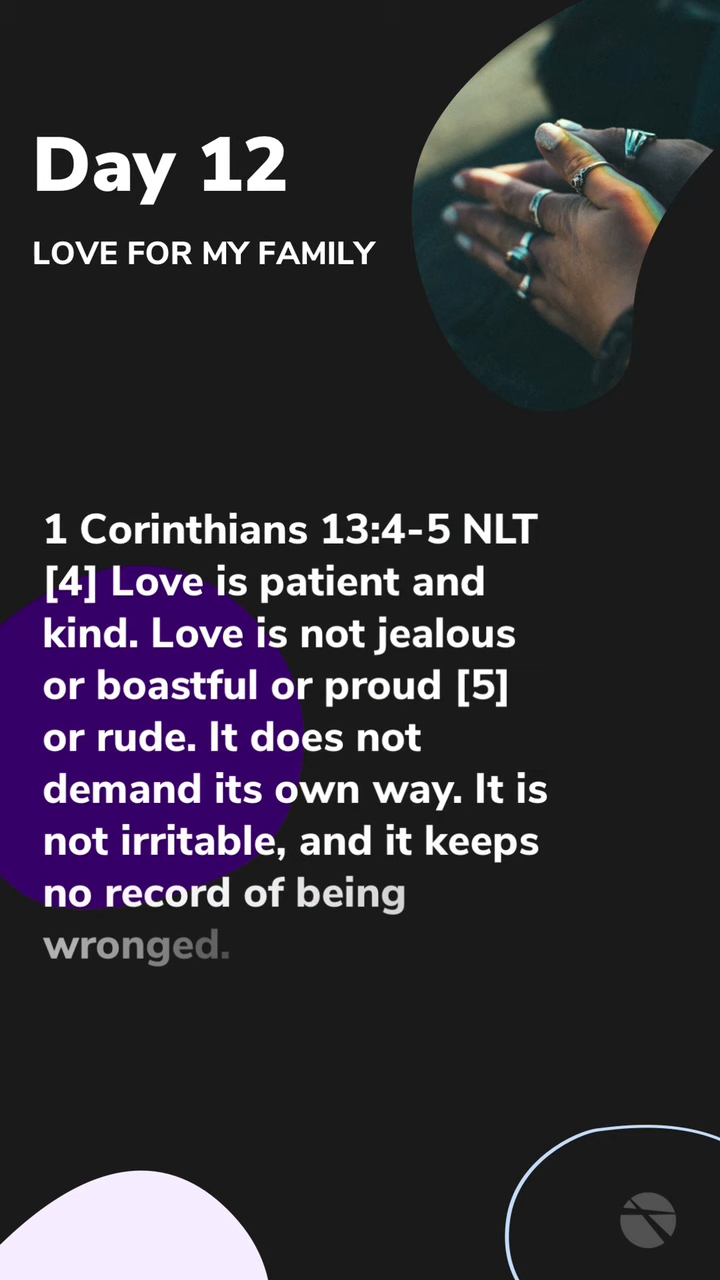 Day 12
LOVE FOR MY FAMILY
1 Corinthians 13:4-5 NLT
[4] Love is patient and
kind. Love is not jealous
or boastful or proud [5]
or rude. It does not
demand its own way. It is
not irritable, and it keeps
no record of being
wronged.